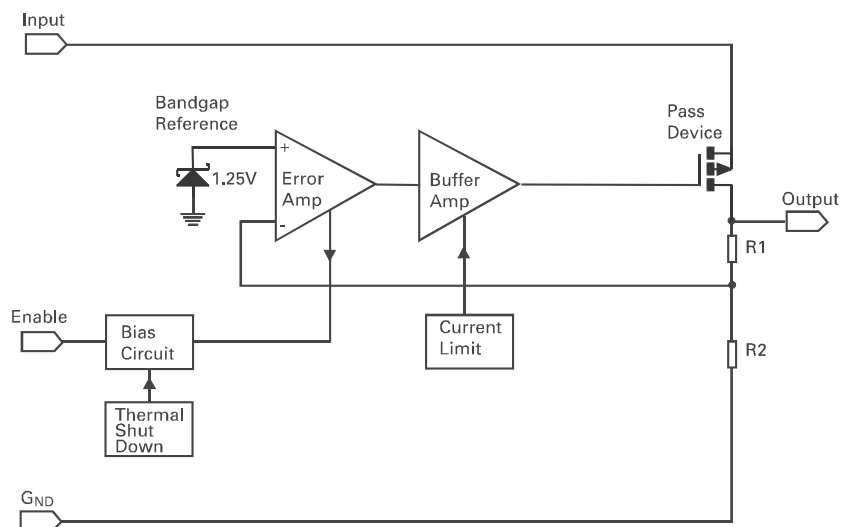 Input
Bandgap
Reference
Pass
Device
+
1.25V
Error
Amp
-
Buffer
Amp
Output
R1
Enable
Bias
Circuit
Current
Limit
R2
Thermal
Shut
Down
GND